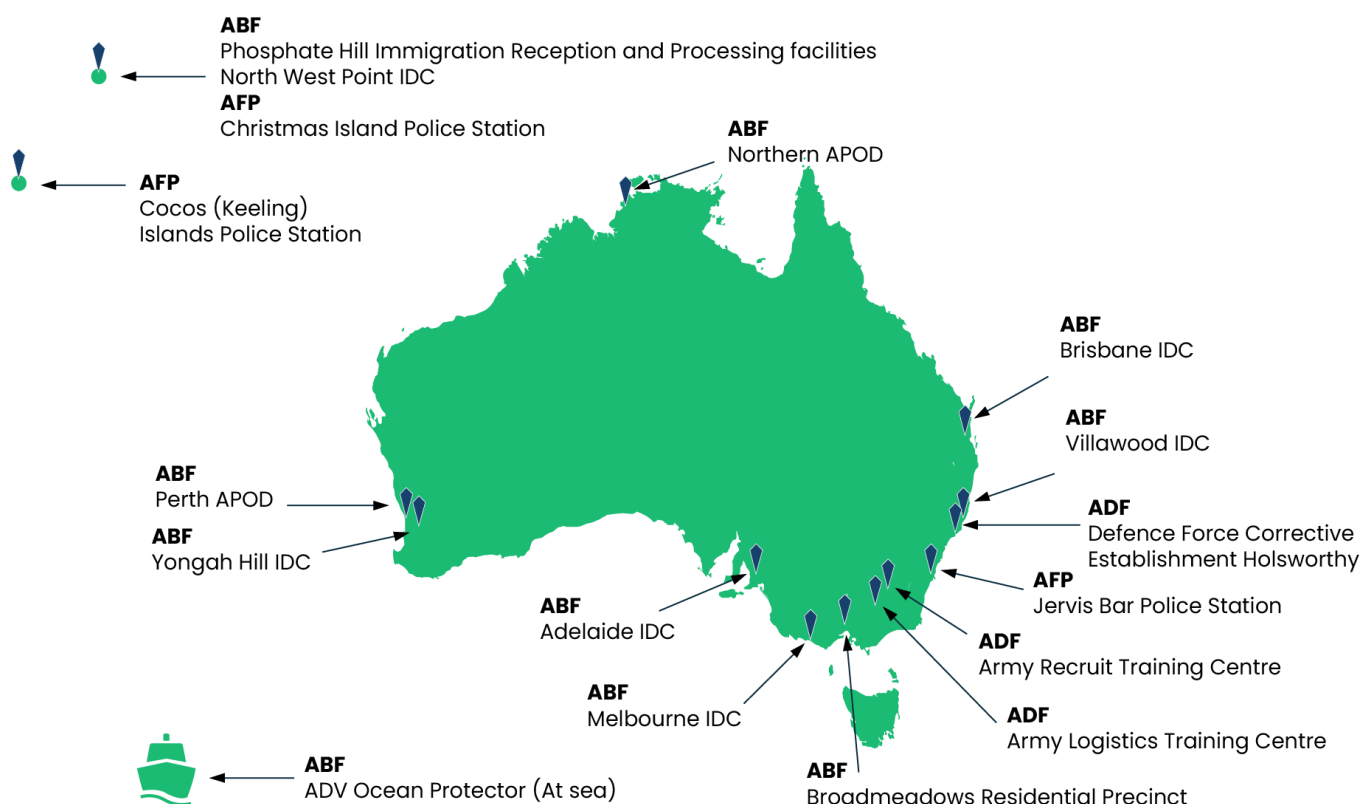 ABF
Phosphate Hill Immigration Reception and Processing facilities
North West Point IDC
AFP
Christmas Island Police Station
ABF
Northern APOD
AFP
Cocos (Keeling)
Islands Police Station
ABF
Brisbane IDC
ABF
Villawood IDC
ABF
Perth APOD
ABF
Yongah Hill IDC
ADF
Defence Force Corrective
Establishment Holsworthy
AFP
Jervis Bar Police Station
ABF
Adelaide IDC
ADF
Army Recruit Training Centre
ABF
Melbourne IDC
ADF
Army Logistics Training Centre
ABF
ADV Ocean Protector (At sea)
ABF
Broadmeadows Residential Precinct